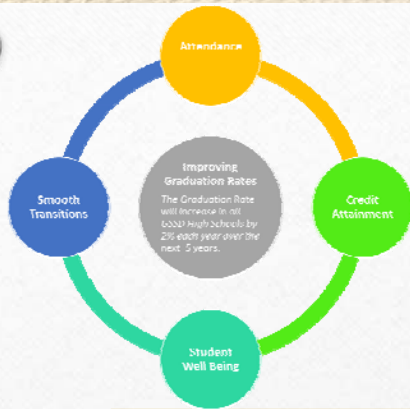 Attendance
Improving
Graduation Rates
The Graduation Rate
will increase in all
GSSD High Schools by
2% each year over the
next 5 years.
Smooth
Transitions
Credit
Attainment
Student
Well Being